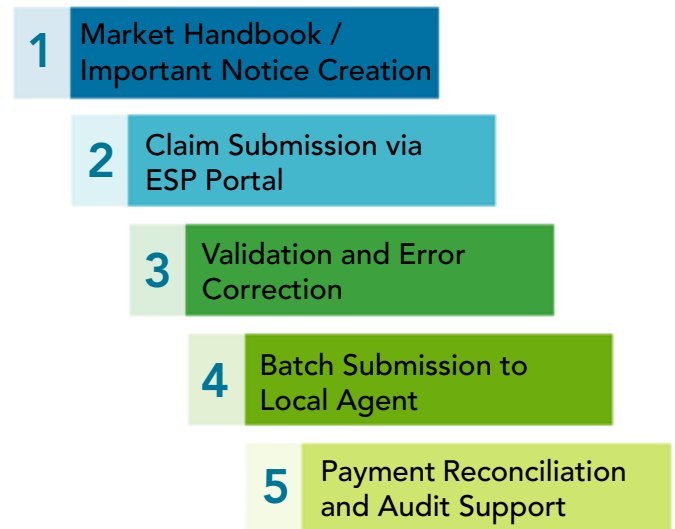 1
Market Handbook /
Important Notice Creation
2
Claim Submission via
ESP Portal
3
Validation and Error
Correction
4
Batch Submission to
Local Agent
5
Payment Reconciliation
and Audit Support